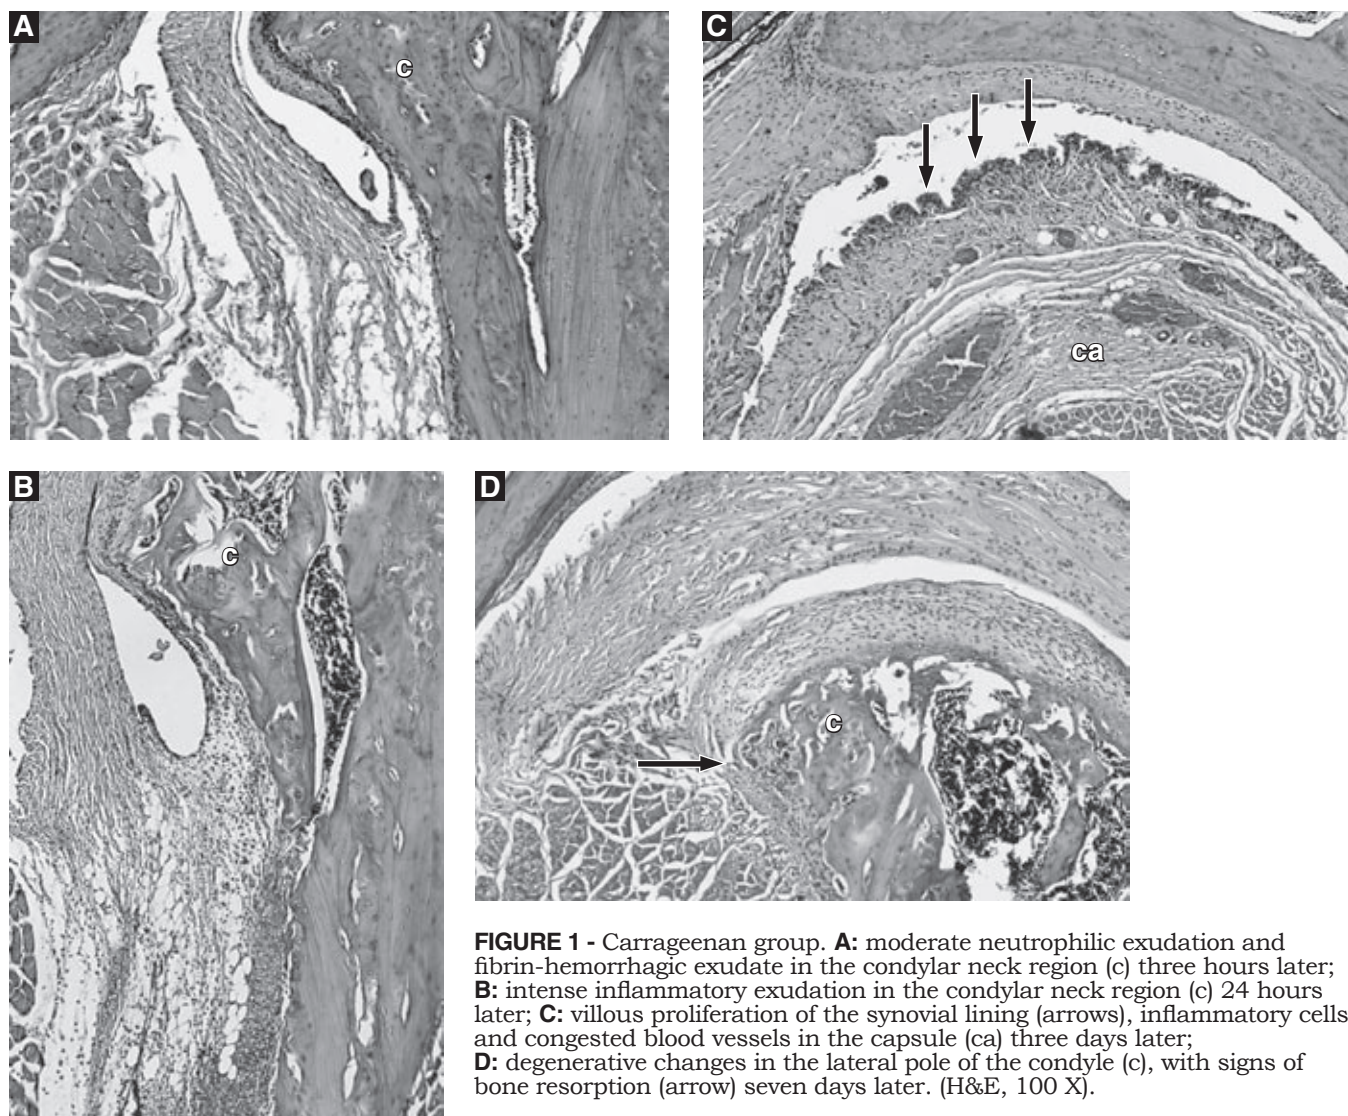 A
c
C
ca
B
c
D
c
FIGURE 1 - Carrageenan group. A: moderate neutrophilic exudation and
fibrin-hemorrhagic exudate in the condylar neck region (c) three hours later;
B: intense inflammatory exudation in the condylar neck region (c) 24 hours
later; C: villous proliferation of the synovial lining (arrows), inflammatory cells
and congested blood vessels in the capsule (ca) three days later;
D: degenerative changes in the lateral pole of the condyle (c), with signs of
bone resorption (arrow) seven days later. (H&E, 100 X).